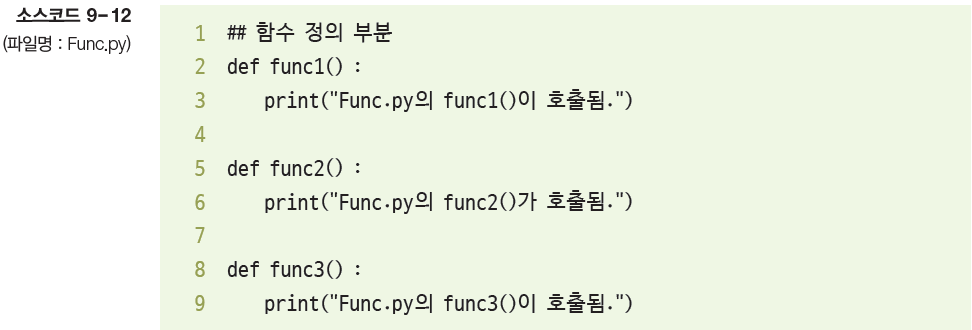 소스코드 9-12
(파일명 : Func.py)
1 ## 함수 정의 부분
2 def func1() :
3 print("Func.py의 func1()이 호출됨.")
4
5 def func2() :
6 print("Func.py의 func2()가 호출됨.")
7
8 def func3() :
9 print("Func.py의 func3()이 호출됨.")